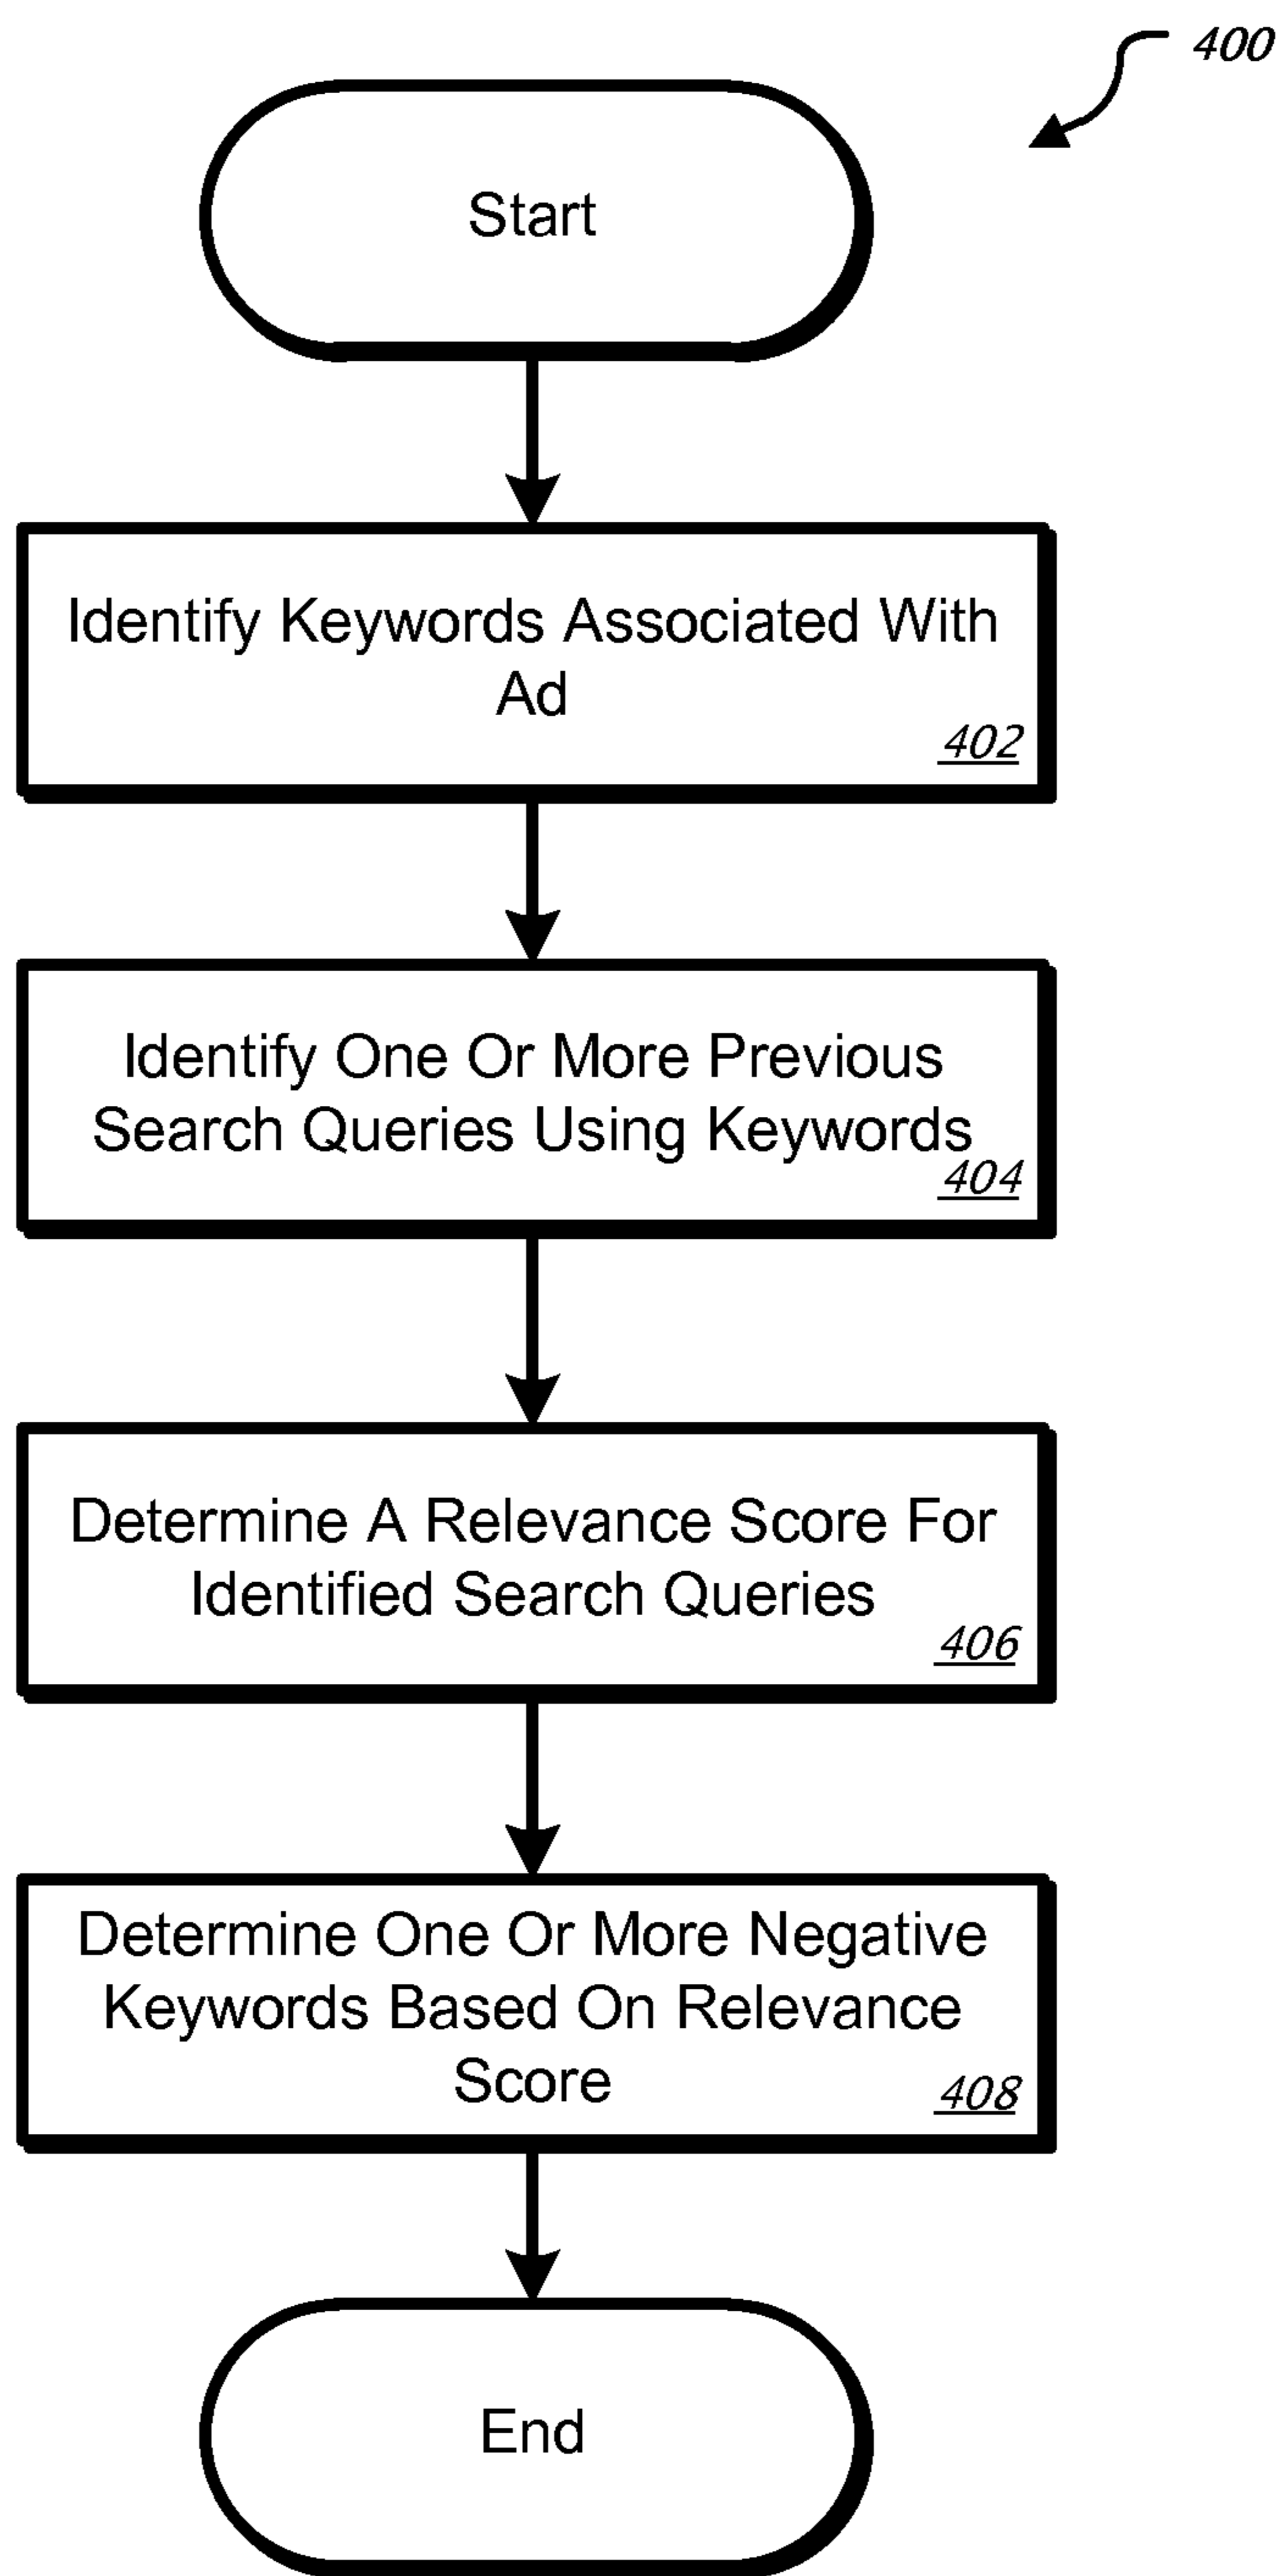 400
Start
Identify Keywords Associated With
Ad
402
Identify One Or More Previous
Search Queries Using Keywords
404
Determine A Relevance Score For
Identified Search Queries
406
Determine One Or More Negative
Keywords Based On Relevance
Score
408
End